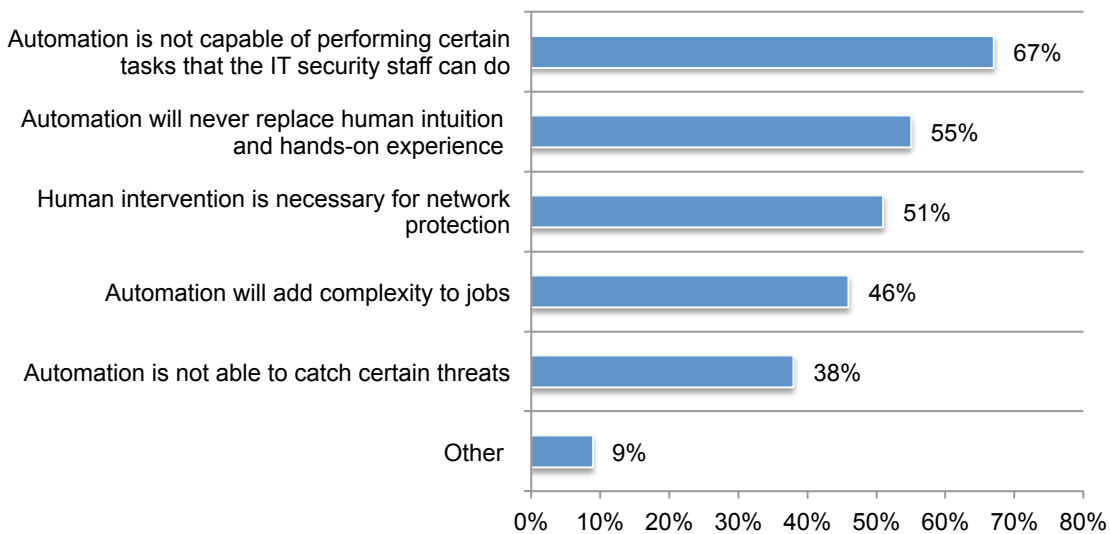 Automation is not capable of performing certain
tasks that the IT security staff can do
67%
Automation will never replace human intuition
and hands-on experience
55%
Human intervention is necessary for network
protection
51%
Automation will add complexity to jobs
46%
Automation is not able to catch certain threats
38%
Other
9%
0% 10% 20% 30% 40% 50% 60% 70% 80%